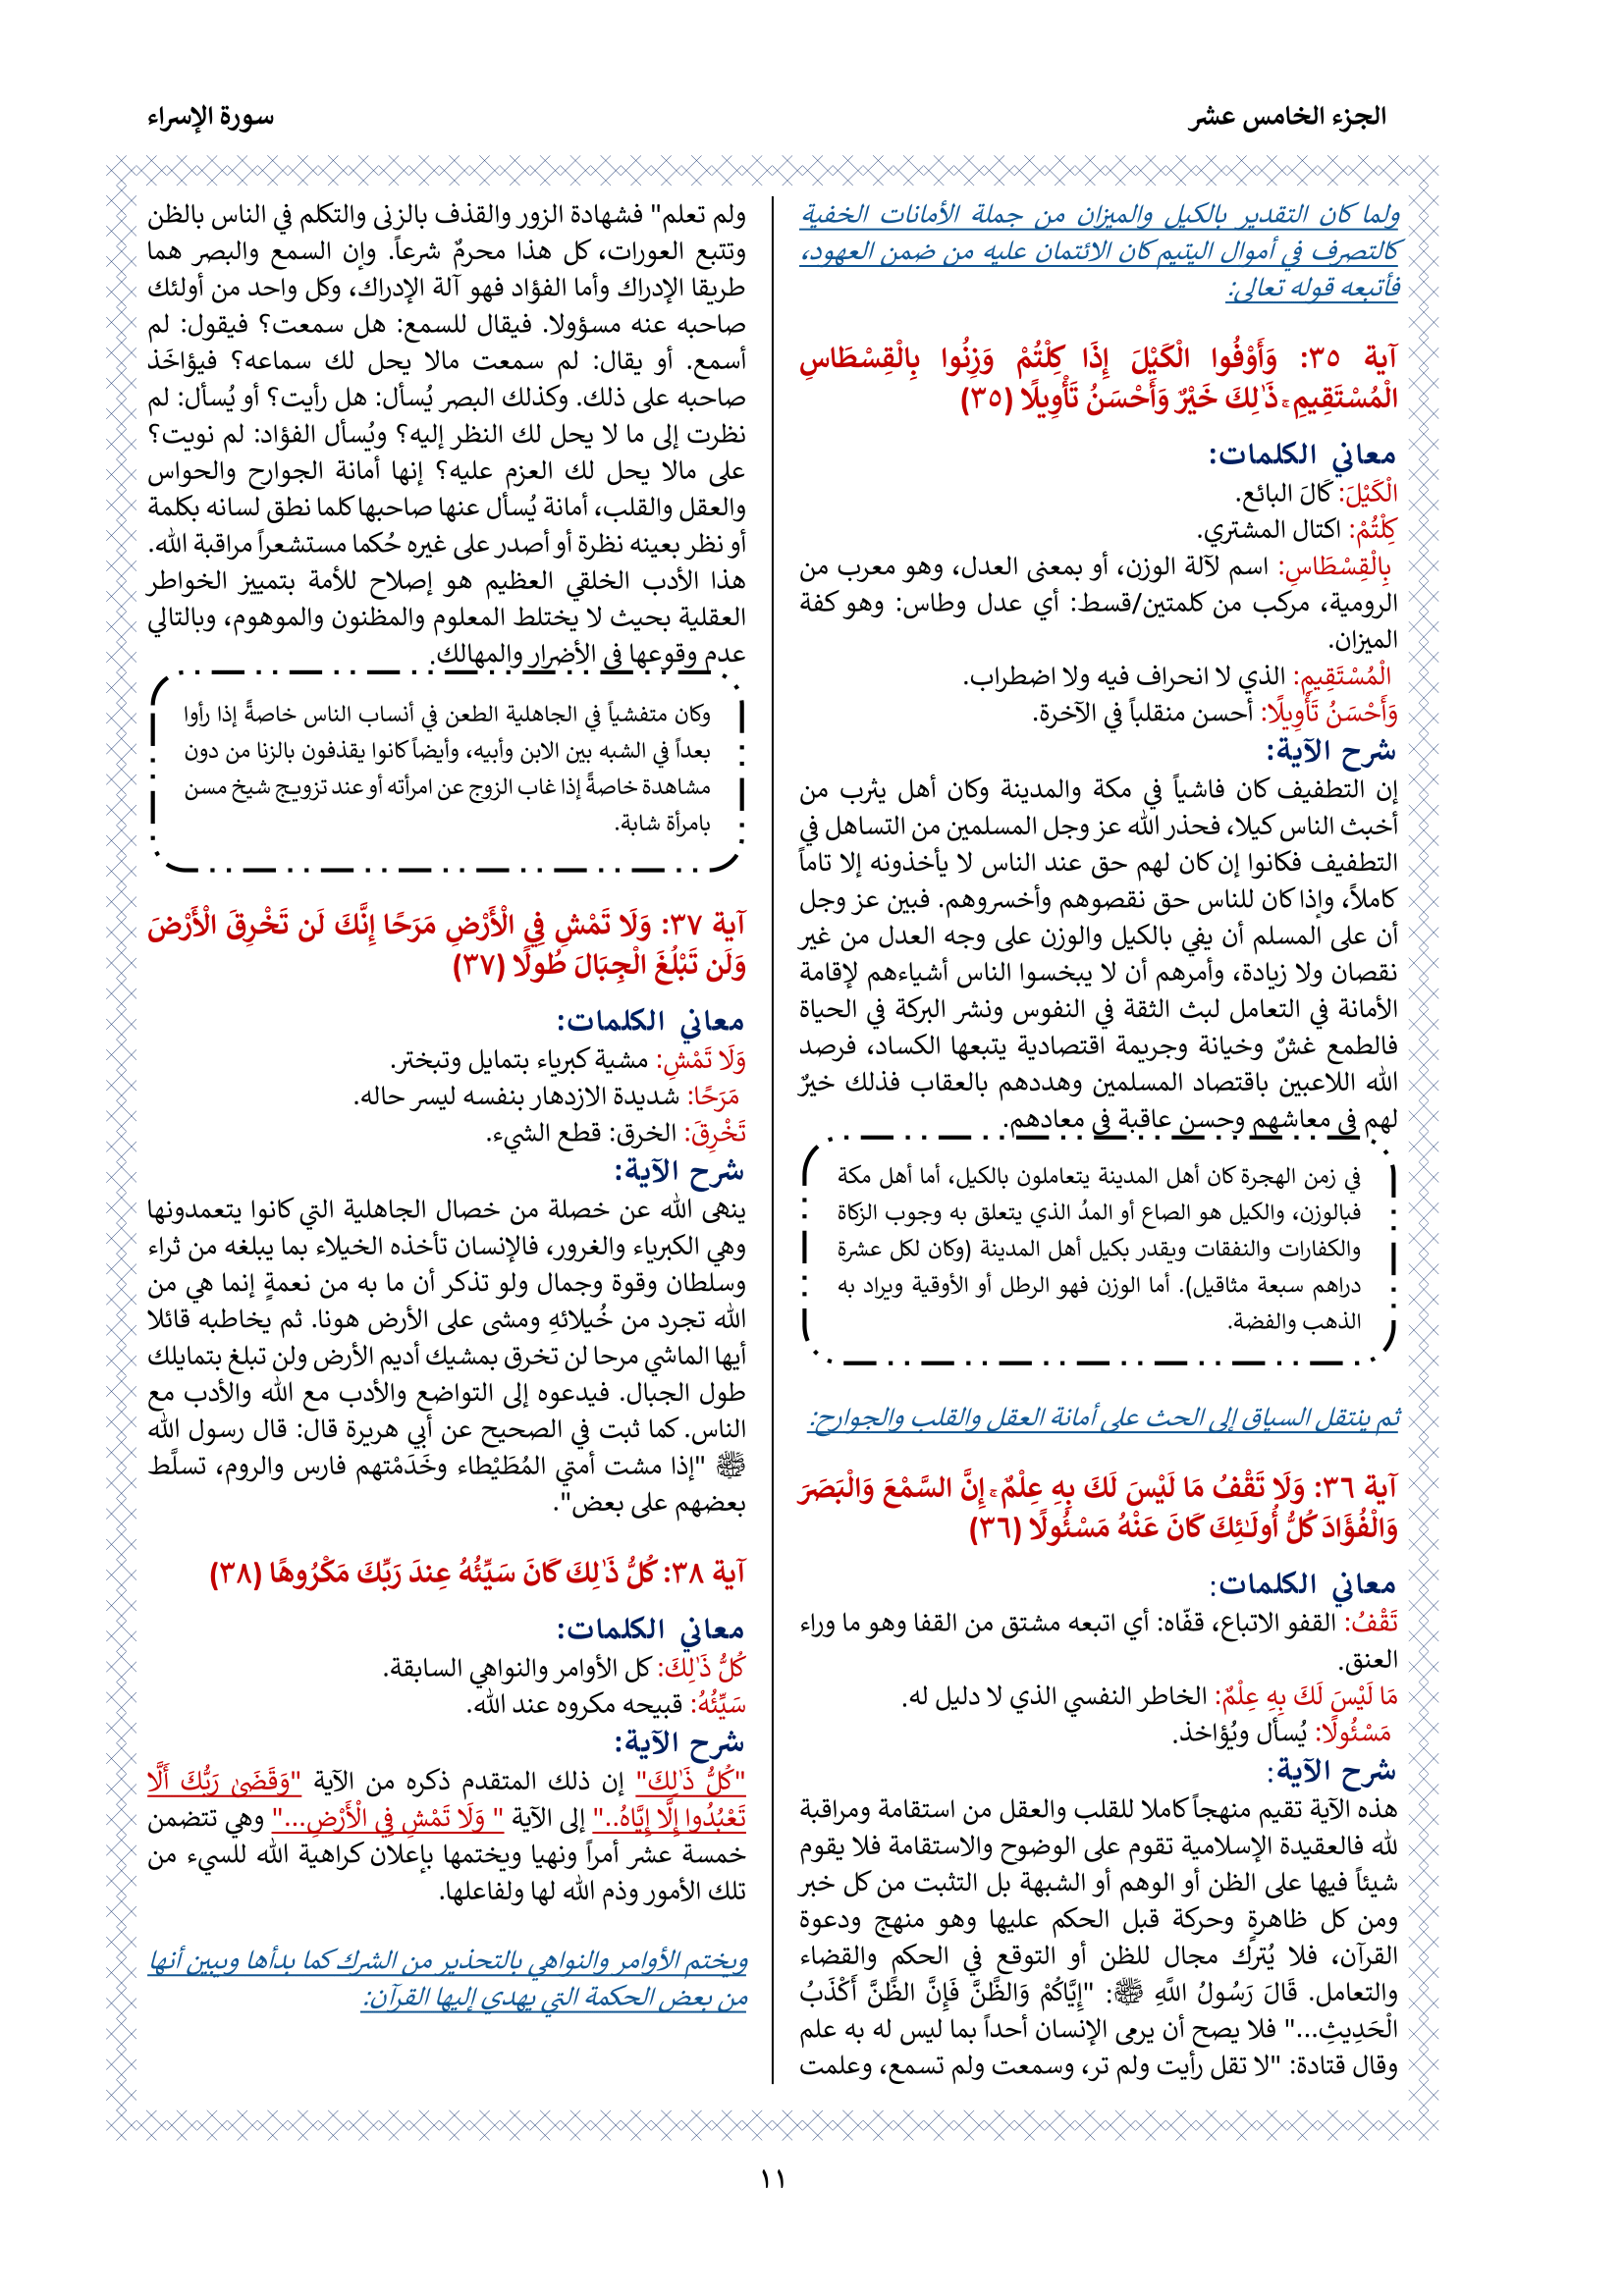 الجزء الخامس عشر
سورة الإسراء
ولما كان التقدير بالكيل والميزان من جملة الأمانات الخفية
كالتصرف في أموال اليتيم كان الائتمان عليه من ضمن العهود،
فأتبعه قوله تعالى:
آية ٣٥: وَأَوْفُوا الْكَيْلَ إِذَا كِلْتُمْ وَزِنُوا بِالْقِسْطَاسِ
الْمُسْتَقِيمِ ۚ ذَٰلِكَ خَيْرٌ وَأَحْسَنُ تَأْوِيلًا (٣٥)
معاني الكلمات:
الْكَيْلَ: كَالَ البائع.
كِلْتُمْ: اكتال المشتري.
بِالْقِسْطَاسِ: اسم لآلة الوزن، أو بمعنى العدل، وهو معرب من
الرومية، مركب من كلمتين/قسط: أي عدل وطاس: وهو كفة
الميزان.
الْمُسْتَقِيمِ: الذي لا انحراف فيه ولا اضطراب.
وَأَحْسَنُ تَأْوِيلًا: أحسن منقلباً في الآخرة.
شرح الآية:
إن التطفيف كان فاشياً في مكة والمدينة وكان أهل يثرب من
أخبث الناس كيلا، فحذر الله عز وجل المسلمين من التساهل في
التطفيف فكانوا إن كان لهم حق عند الناس لا يأخذونه إلا تاماً
كاملاً، وإذا كان للناس حق نقصوهم وأخسروهم. فبين عز وجل
أن على المسلم أن يفي بالكيل والوزن على وجه العدل من غير
نقصان ولا زيادة، وأمرهم أن لا يبخسوا الناس أشياءهم لإقامة
الأمانة في التعامل لبث الثقة في النفوس ونشر البركة في الحياة
فالطمع غشٌ وخيانة وجريمة اقتصادية يتبعها الكساد، فرصد
الله اللاعبين باقتصاد المسلمين وهددهم بالعقاب فذلك خيرٌ
لهم في معاشهم وحسن عاقبة في معادهم.
في زمن الهجرة كان أهل المدينة يتعاملون بالكيل، أما أهل مكة
فبالوزن، والكيل هو الصاع أو المدُ الذي يتعلق به وجوب الزكاة
والكفارات والنفقات ويقدر بكيل أهل المدينة (وكان لكل عشرة
دراهم سبعة مثاقيل). أما الوزن فهو الرطل أو الأوقية ويراد به
الذهب والفضة.
ثم ينتقل السياق إلى الحث على أمانة العقل والقلب والجوارح:
آية ٣٦: وَلَا تَقْفُ مَا لَيْسَ لَكَ بِهِ عِلْمٌ ۚ إِنَّ السَّمْعَ وَالْبَصَرَ
وَالْفُؤَادَ كُلُّ أُولَٰئِكَ كَانَ عَنْهُ مَسْئُولًا (٣٦)
معاني الكلمات:
تَقْفُ: القفو الاتباع، قفّاه: أي اتبعه مشتق من القفا وهو ما وراء
العنق.
مَا لَيْسَ لَكَ بِهِ عِلْمٌ: الخاطر النفسي الذي لا دليل له.
مَسْئُولًا: يُسأل ويُؤاخذ.
شرح الآية:
هذه الآية تقيم منهجاً كاملا للقلب والعقل من استقامة ومراقبة
لله فالعقيدة الإسلامية تقوم على الوضوح والاستقامة فلا يقوم
شيئاً فيها على الظن أو الوهم أو الشبهة بل التثبت من كل خبر
ومن كل ظاهرةٍ وحركة قبل الحكم عليها وهو منهج ودعوة
القرآن، فلا يُترك مجال للظن أو التوقع في الحكم والقضاء
والتعامل. قَالَ رَسُولُ اللَّهِ ﷺ: "إِيَّاكُمْ وَالظَّنَّ فَإِنَّ الظَّنَّ أَكْذَبُ
الْحَدِيثِ..." فلا يصح أن يرمى الإنسان أحداً بما ليس له به علم
وقال قتادة: "لا تقل رأيت ولم تر، وسمعت ولم تسمع، وعلمت
ولم تعلم" فشهادة الزور والقذف بالزنى والتكلم في الناس بالظن
وتتبع العورات، كل هذا محرمٌ شرعاً. وإن السمع والبصر هما
طريقا الإدراك وأما الفؤاد فهو آلة الإدراك، وكل واحد من أولئك
صاحبه عنه مسؤولا. فيقال للسمع: هل سمعت؟ فيقول: لم
أسمع. أو يقال: لم سمعت مالا يحل لك سماعه؟ فيؤاخَذ
صاحبه على ذلك. وكذلك البصر يُسأل: هل رأيت؟ أو يُسأل: لم
نظرت إلى ما لا يحل لك النظر إليه؟ ويُسأل الفؤاد: لم نويت؟
على مالا يحل لك العزم عليه؟ إنها أمانة الجوارح والحواس
والعقل والقلب، أمانة يُسأل عنها صاحبها كلما نطق لسانه بكلمة
أو نظر بعينه نظرة أو أصدر على غيره حُكما مستشعراً مراقبة الله.
هذا الأدب الخلقي العظيم هو إصلاح للأمة بتمييز الخواطر
العقلية بحيث لا يختلط المعلوم والمظنون والموهوم، وبالتالي
عدم وقوعها في الأضرار والمهالك.
وكان متفشياً في الجاهلية الطعن في أنساب الناس خاصةً إذا رأوا
بعداً في الشبه بين الابن وأبيه، وأيضاً كانوا يقذفون بالزنا من دون
مشاهدة خاصةً إذا غاب الزوج عن امرأته أو عند تزويج شيخ مسن
بامرأة شابة.
آية ٣٧: وَلَا تَمْشِ فِي الْأَرْضِ مَرَحًا إِنَّكَ لَن تَخْرِقَ الْأَرْضَ
وَلَن تَبْلُغَ الْجِبَالَ طُولًا (٣٧)
معاني الكلمات:
وَلَا تَمْشِ: مشية كبرياء بتمايل وتبختر.
مَرَحًا: شديدة الازدهار بنفسه ليسر حاله.
تَخْرِقَ: الخرق: قطع الشيء.
شرح الآية:
ينهى الله عن خصلة من خصال الجاهلية التي كانوا يتعمدونها
وهي الكبرياء والغرور، فالإنسان تأخذه الخيلاء بما يبلغه من ثراء
وسلطان وقوة وجمال ولو تذكر أن ما به من نعمةٍ إنما هي من
الله تجرد من خُيلائهِ ومشى على الأرض هونا. ثم يخاطبه قائلا
أيها الماشي مرحا لن تخرق بمشيك أديم الأرض ولن تبلغ بتمايلك
طول الجبال. فيدعوه إلى التواضع والأدب مع الله والأدب مع
الناس. كما ثبت في الصحيح عن أبي هريرة قال: قال رسول الله
ﷺ "إذا مشت أمتي المُطَيْطاء وخَدَمْتهم فارس والروم، تسلَّط
بعضهم على بعض".
آية ٣٨: كُلُّ ذَٰلِكَ كَانَ سَيِّئُهُ عِندَ رَبِّكَ مَكْرُوهًا (٣٨)
معاني الكلمات:
كُلُّ ذَٰلِكَ: كل الأوامر والنواهي السابقة.
سَيِّئُهُ: قبيحه مكروه عند الله.
شرح الآية:
"كُلُّ ذَٰلِكَ" إن ذلك المتقدم ذكره من الآية "وَقَضَىٰ رَبُّكَ أَلَّا
تَعْبُدُوا إِلَّا إِيَّاهُ.." إلى الآية " وَلَا تَمْشِ فِي الْأَرْضِ..." وهي تتضمن
خمسة عشر أمراً ونهيا ويختمها بإعلان كراهية الله للسيء من
تلك الأمور وذم الله لها ولفاعلها.
ويختم الأوامر والنواهي بالتحذير من الشرك كما بدأها ويبين أنها
من بعض الحكمة التي يهدي إليها القرآن:
١١